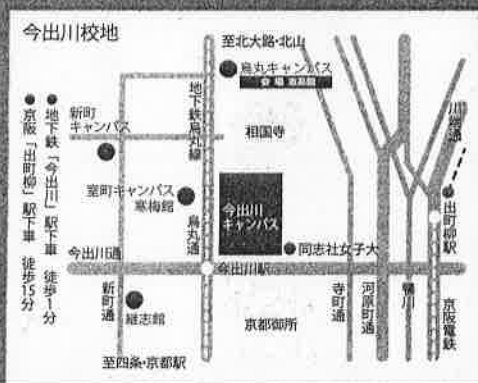 今出川校地
至北大路・北山
烏丸キャンパス
地下鉄烏丸線
新町
キャンパス
相国寺
川端通
室町キャンパス
寒梅館
今出川
キャンパス
烏丸通
出町柳駅
同志社女子大
今出川通
今出川駅
新町通
継志館
京都御所
寺町通
河原町通
鴨川
京阪電鉄
至四条・京都駅
●地下鉄「今出川」駅下車 徒歩1分
●京阪「出町柳」駅下車 徒歩15分